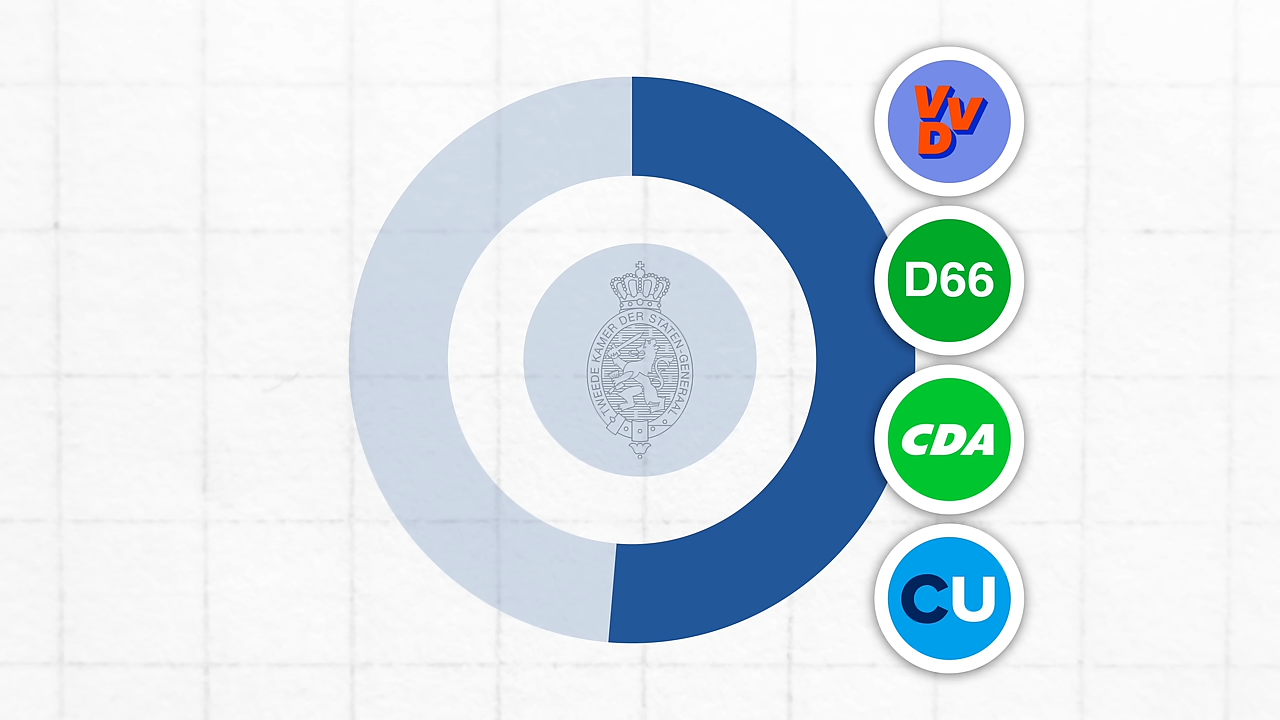 VVD
D66
CDA
CU
TWEEDE KAMER DER STATEN-GENERAAL